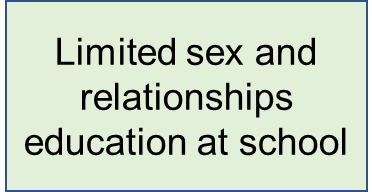 Limited sex and
relationships
education at school